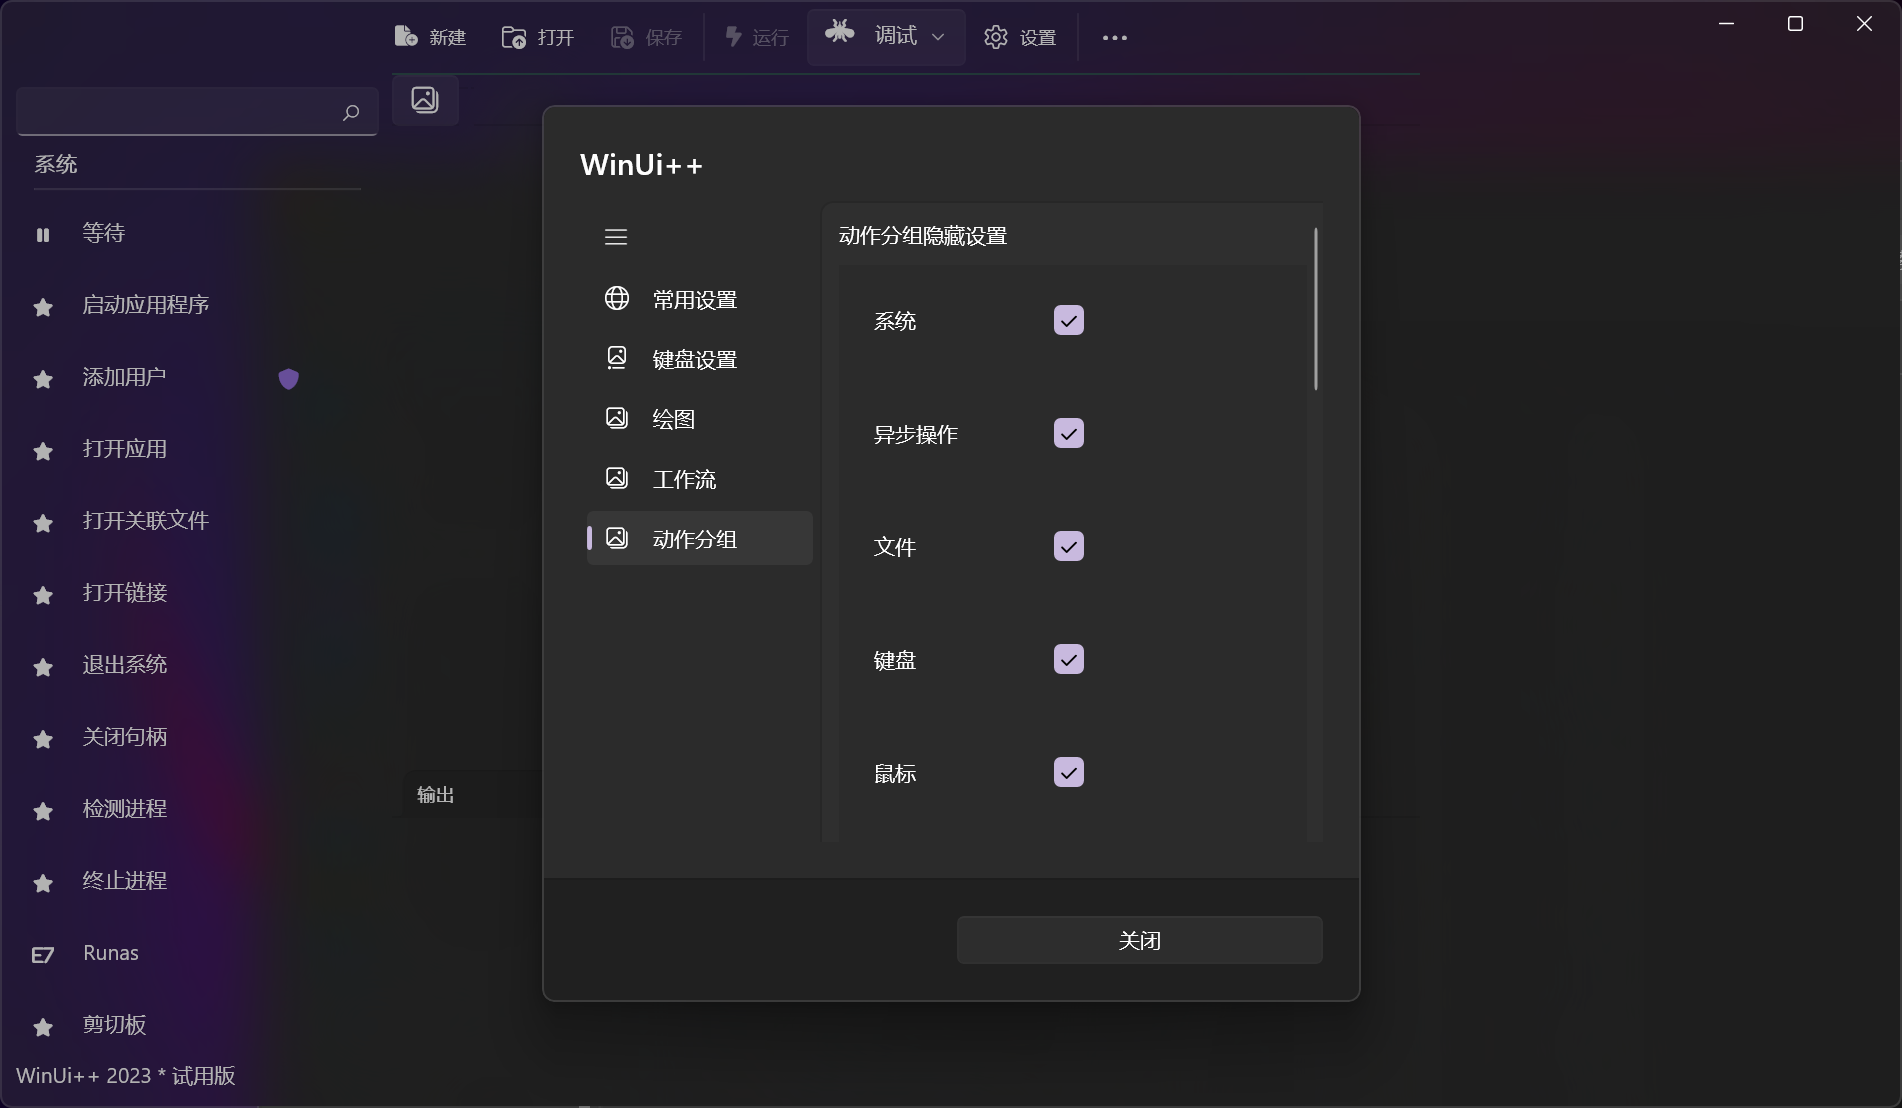 新建
打开
保存
运行
调试
设置
系统
等待
启动应用程序
添加用户
打开应用
打开关联文件
打开链接
退出系统
关闭句柄
检测进程
终止进程
Runas
剪切板
WinUi++ 2023 * 试用版
输出
WinUi++
常用设置
键盘设置
绘图
工作流
动作分组
动作分组隐藏设置
系统
异步操作
文件
键盘
鼠标
关闭